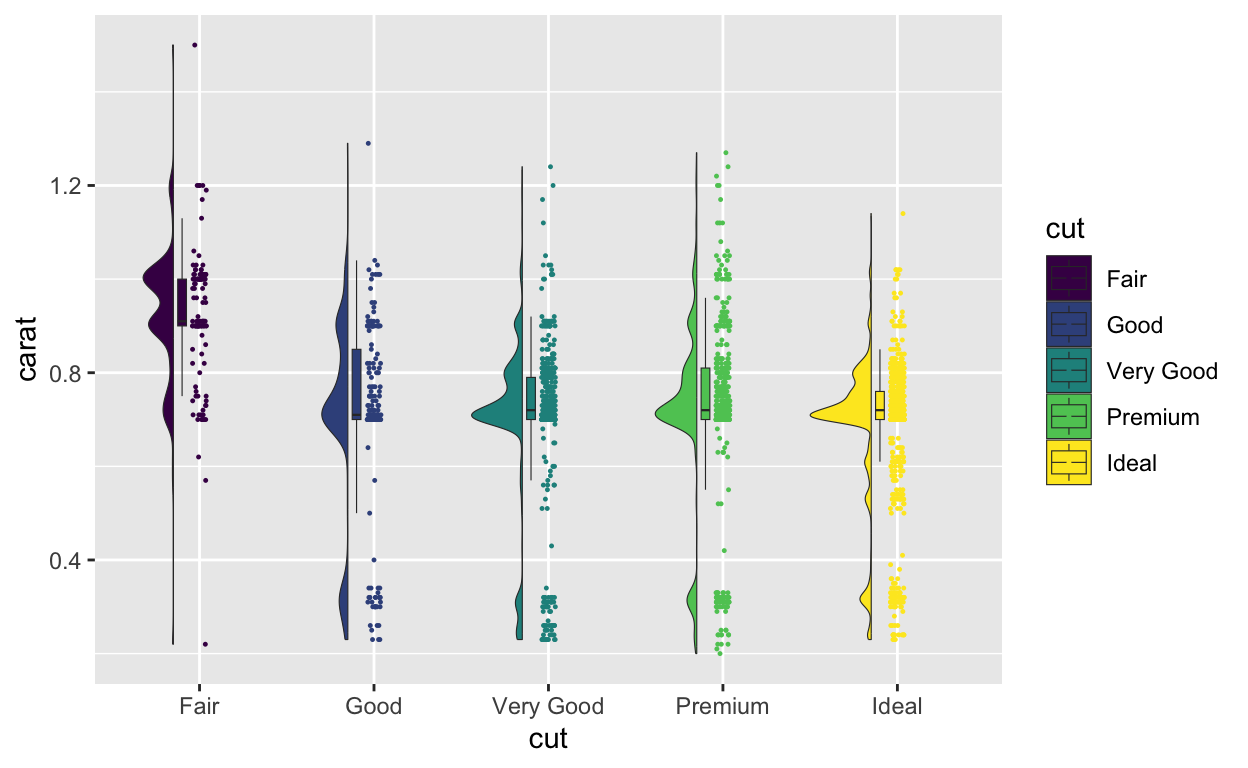 carat
1.2
0.8
0.4
Fair
Good
Very Good
Premium
Ideal
cut
cut
Fair
Good
Very Good
Premium
Ideal